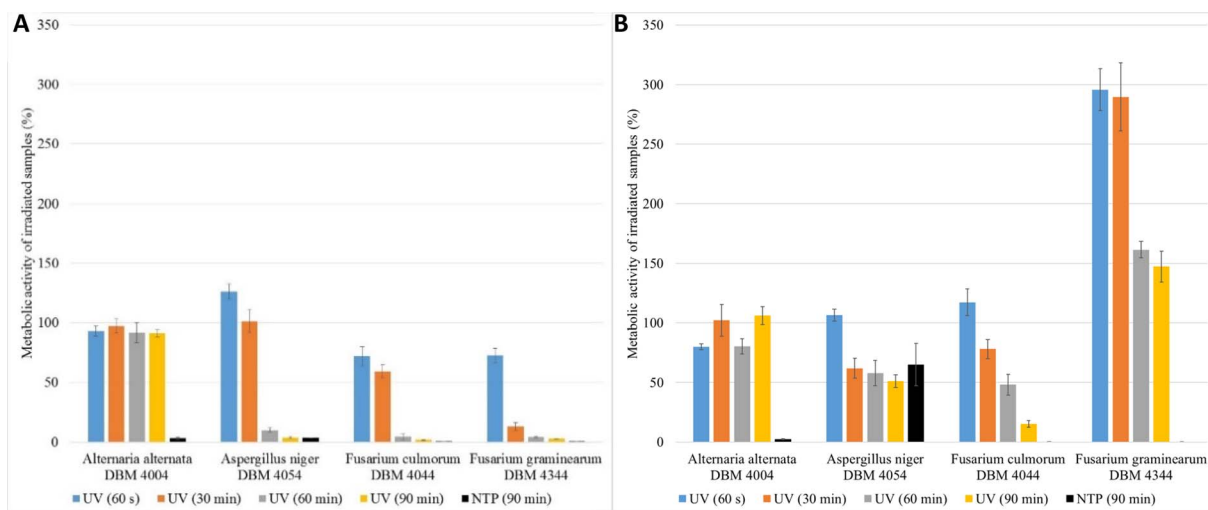 A
Metabolic activity of irradiated samples (%)
350
300
250
200
150
100
50
0
Alternaria alternata
DBM 4004
Aspergillus niger
DBM 4054
Fusarium culmorum
DBM 4044
Fusarium graminearum
DBM 4344
UV (60 s) UV (30 min) UV (60 min) UV (90 min) NTP (90 min)
B
Metabolic activity of irradiated samples (%)
350
300
250
200
150
100
50
0
Alternaria alternata
DBM 4004
Aspergillus niger
DBM 4054
Fusarium culmorum
DBM 4044
Fusarium graminearum
DBM 4344
UV (60 s) UV (30 min) UV (60 min) UV (90 min) NTP (90 min)